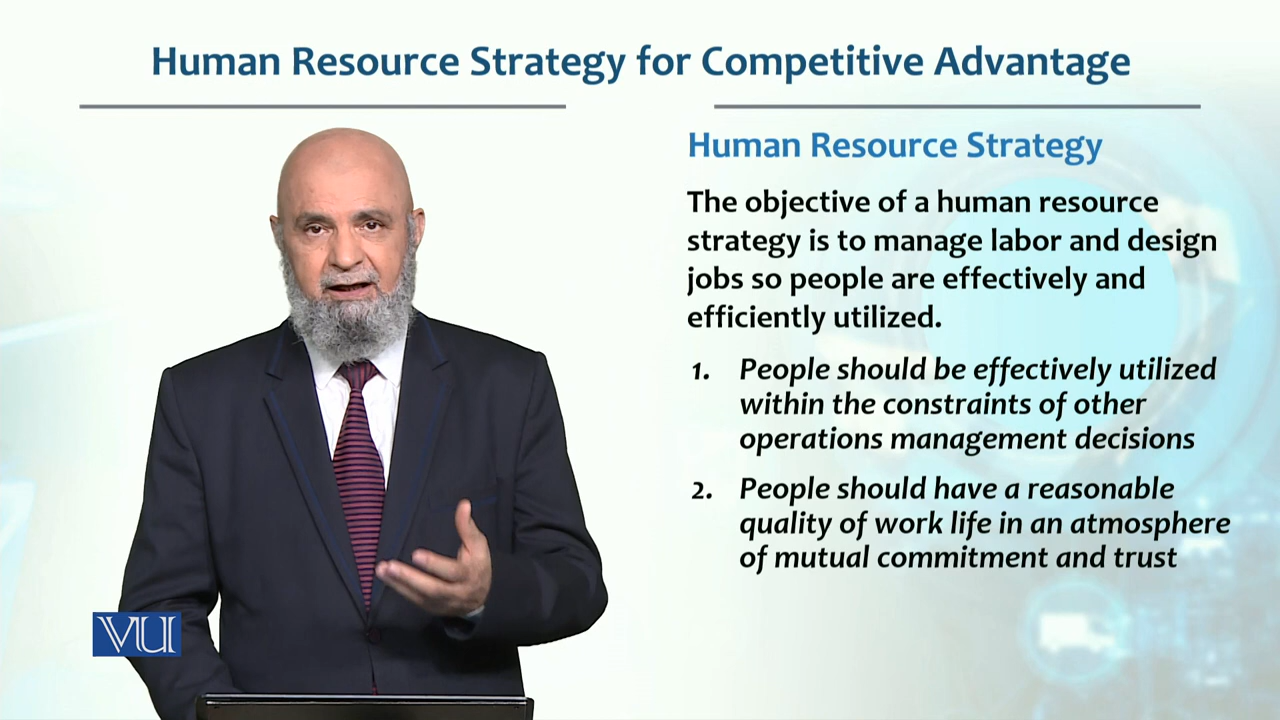 Human Resource Strategy for Competitive Advantage
Human Resource Strategy
The objective of a human resource
strategy is to manage labor and design
jobs so people are effectively and
efficiently utilized.
1. People should be effectively utilized
within the constraints of other
operations management decisions
2. People should have a reasonable
quality of work life in an atmosphere
of mutual commitment and trust
VU